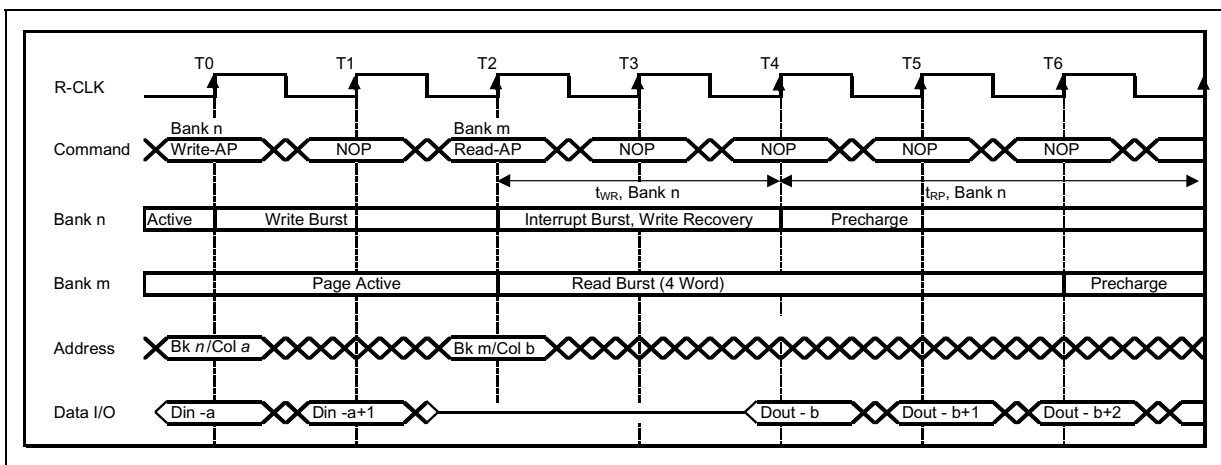 T0 T1 T2 T3 T4 T5 T6
R-CLK
Bank n Bank m
Command Write-AP NOP Read-AP NOP NOP NOP NOP
tWR, Bank n tRP, Bank n
Bank n Active Write Burst Interrupt Burst, Write Recovery Precharge
Bank m Page Active Read Burst (4 Word) Precharge
Address Bk n/Col a Bk m/Col b
Data I/O Din -a Din -a+1 Dout - b Dout - b+1 Dout - b+2